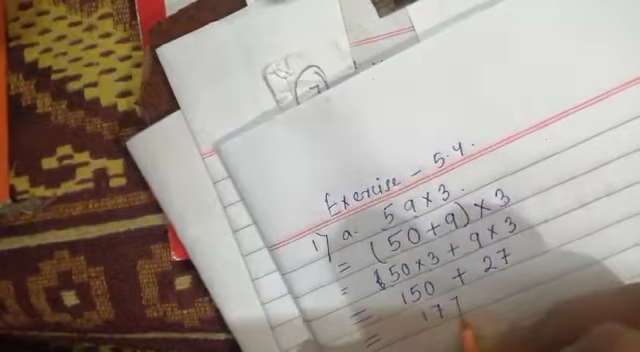 Exercise - 5.4.
1) a. 59×3.
= (50+9)×3
= 50×3+9×3
= 150 + 27
= 177